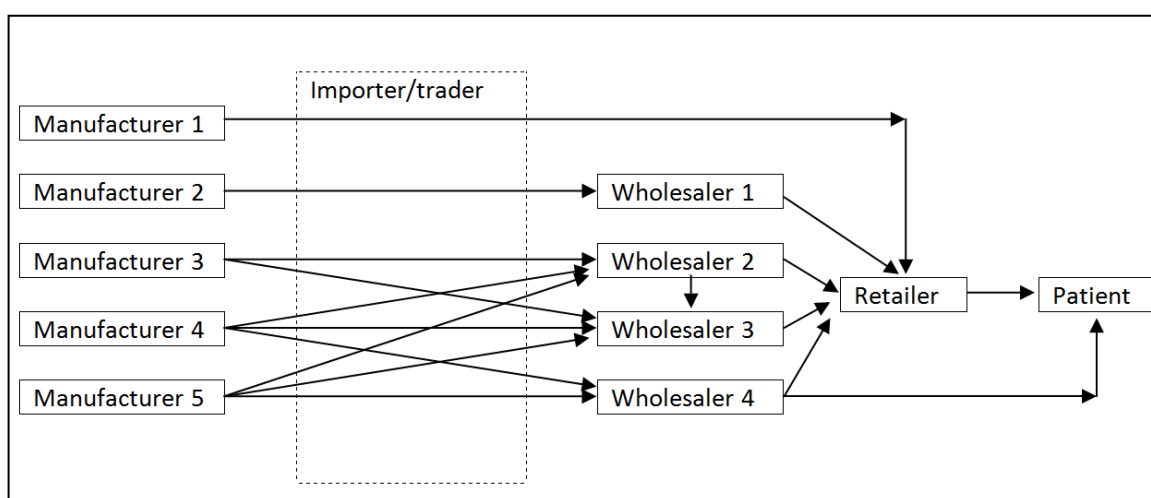 Importer/trader
Manufacturer 1
Manufacturer 2
Wholesaler 1
Manufacturer 3
Wholesaler 2
Retailer
Patient
Manufacturer 4
Wholesaler 3
Manufacturer 5
Wholesaler 4